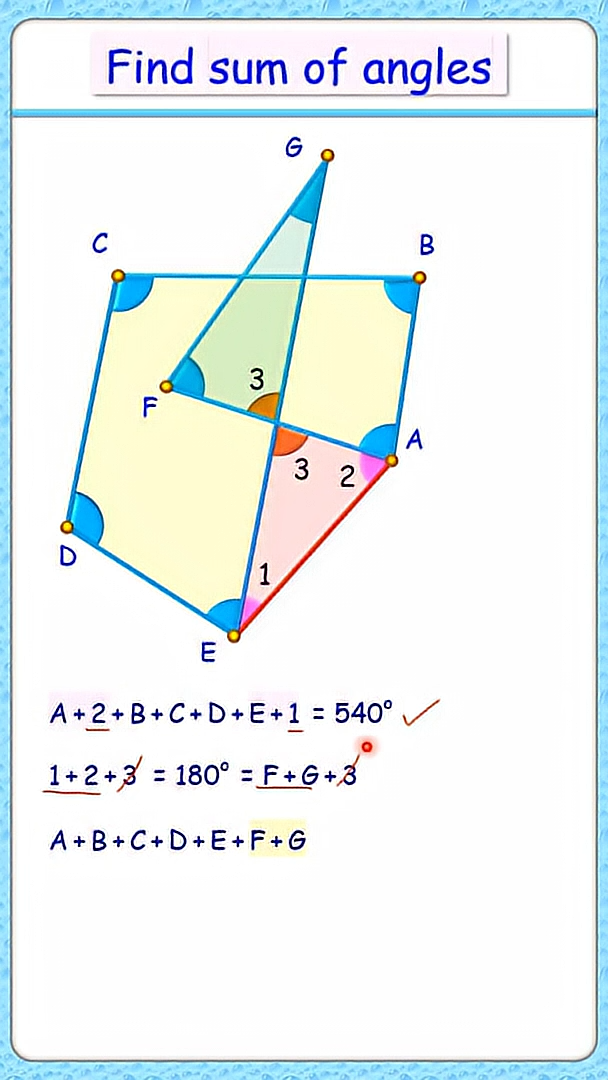 Find sum of angles
G
C
B
3
F
A
3
2
D
1
E
A + 2 + B + C + D + E + 1 = 540°
1 + 2 + 3 = 180° = F + G + 3
A + B + C + D + E + F + G